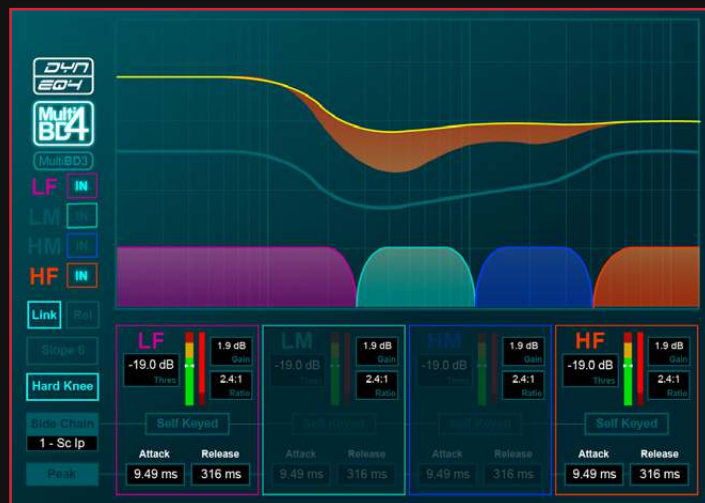 DYN
EQ4
Multi
BD4
MultiBD3
LF IN
LM IN
HM IN
HF IN
Link Rel
Slope 6
Hard Knee
Side Chain
1 - Sc Ip
Peak
LF LM HM HF
1.9 dB 1.9 dB 1.9 dB 1.9 dB
Gain Gain Gain Gain
-19.0 dB -19.0 dB -19.0 dB -19.0 dB
Thres Thres Thres Thres
2.4:1 2.4:1 2.4:1 2.4:1
Ratio Ratio Ratio Ratio
Self Keyed Self Keyed Self Keyed Self Keyed
Attack Release Attack Release Attack Release Attack Release
9.49 ms 316 ms 9.49 ms 316 ms 9.49 ms 316 ms 9.49 ms 316 ms